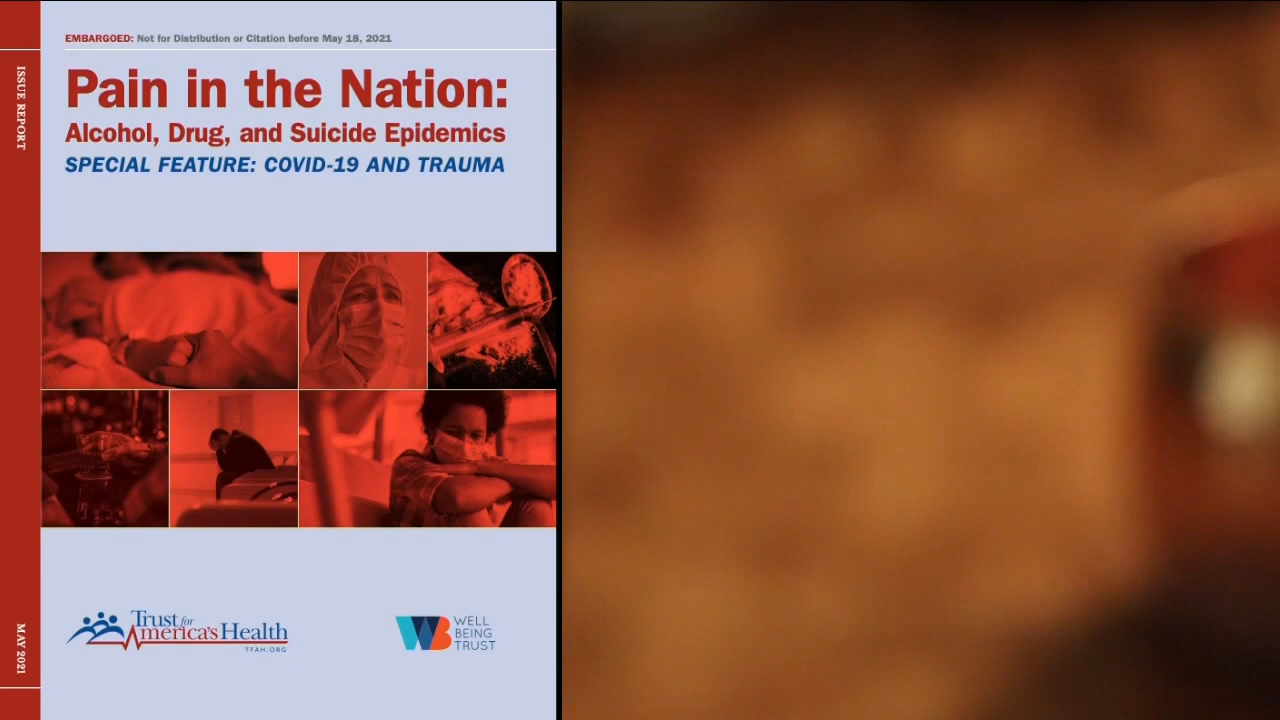 EMBARGOED: Not for Distribution or Citation before May 18, 2021
ISSUE REPORT
Pain in the Nation:
Alcohol, Drug, and Suicide Epidemics
SPECIAL FEATURE: COVID-19 AND TRAUMA
MAY 2021
Trust for
America's Health
TFAH.ORG
WB
WELL
BEING
TRUST